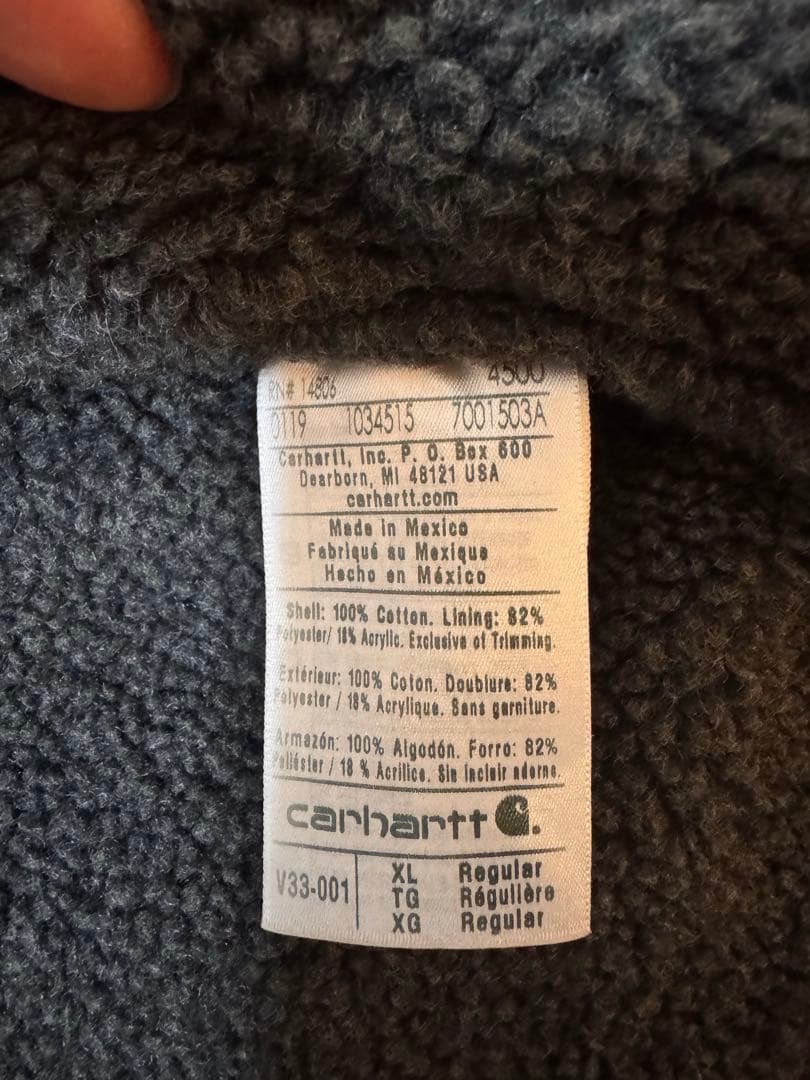 RN# 14806 4500
0119 1034515 7001503A
Carhartt, Inc. P. O. Box 600
Dearborn, MI 48121 USA
carhartt.com
Made in Mexico
Fabriqué au Mexique
Hecho en México
Shell: 100% Cotton. Lining: 82%
Polyester/ 18% Acrylic. Exclusive of Trimming.
Extérieur: 100% Coton. Doublure: 82%
Polyester / 18% Acrylique. Sans garniture.
Armazón: 100% Algodón. Forro: 82%
Poliéster / 18 % Acrílico. Sin incluir adorno.
carhartt
V33-001 XL Regular
TG Régulière
XG Regular